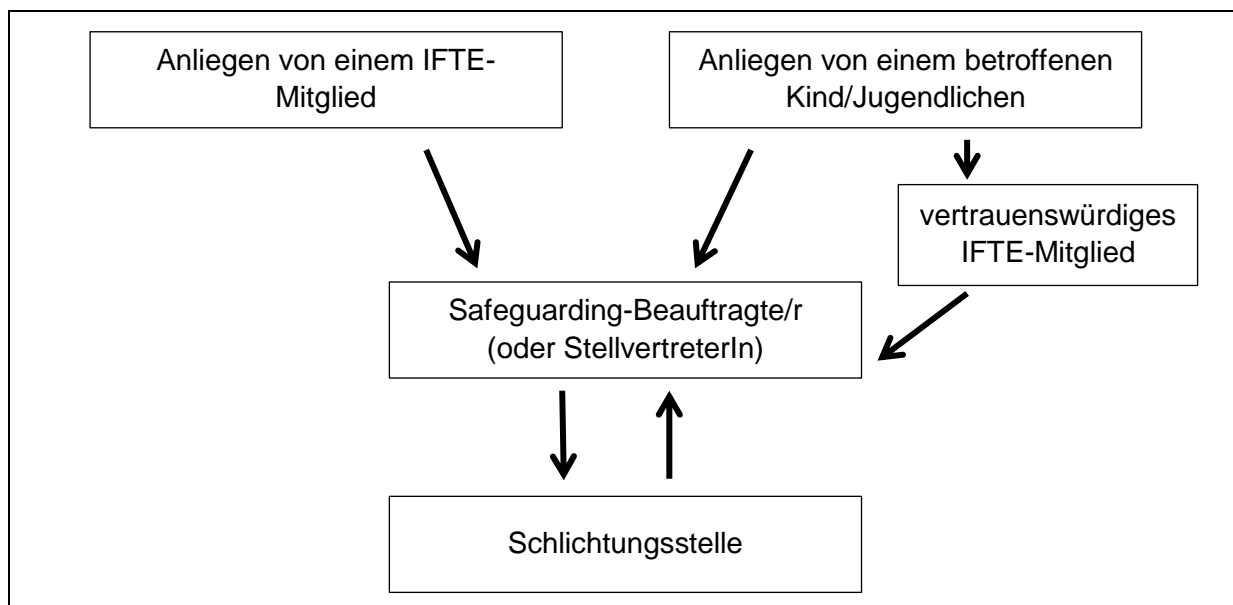 Anliegen von einem IFTE-
Mitglied
Anliegen von einem betroffenen
Kind/Jugendlichen
vertrauenswürdiges
IFTE-Mitglied
Safeguarding-Beauftragte/r
(oder StellvertreterIn)
Schlichtungsstelle